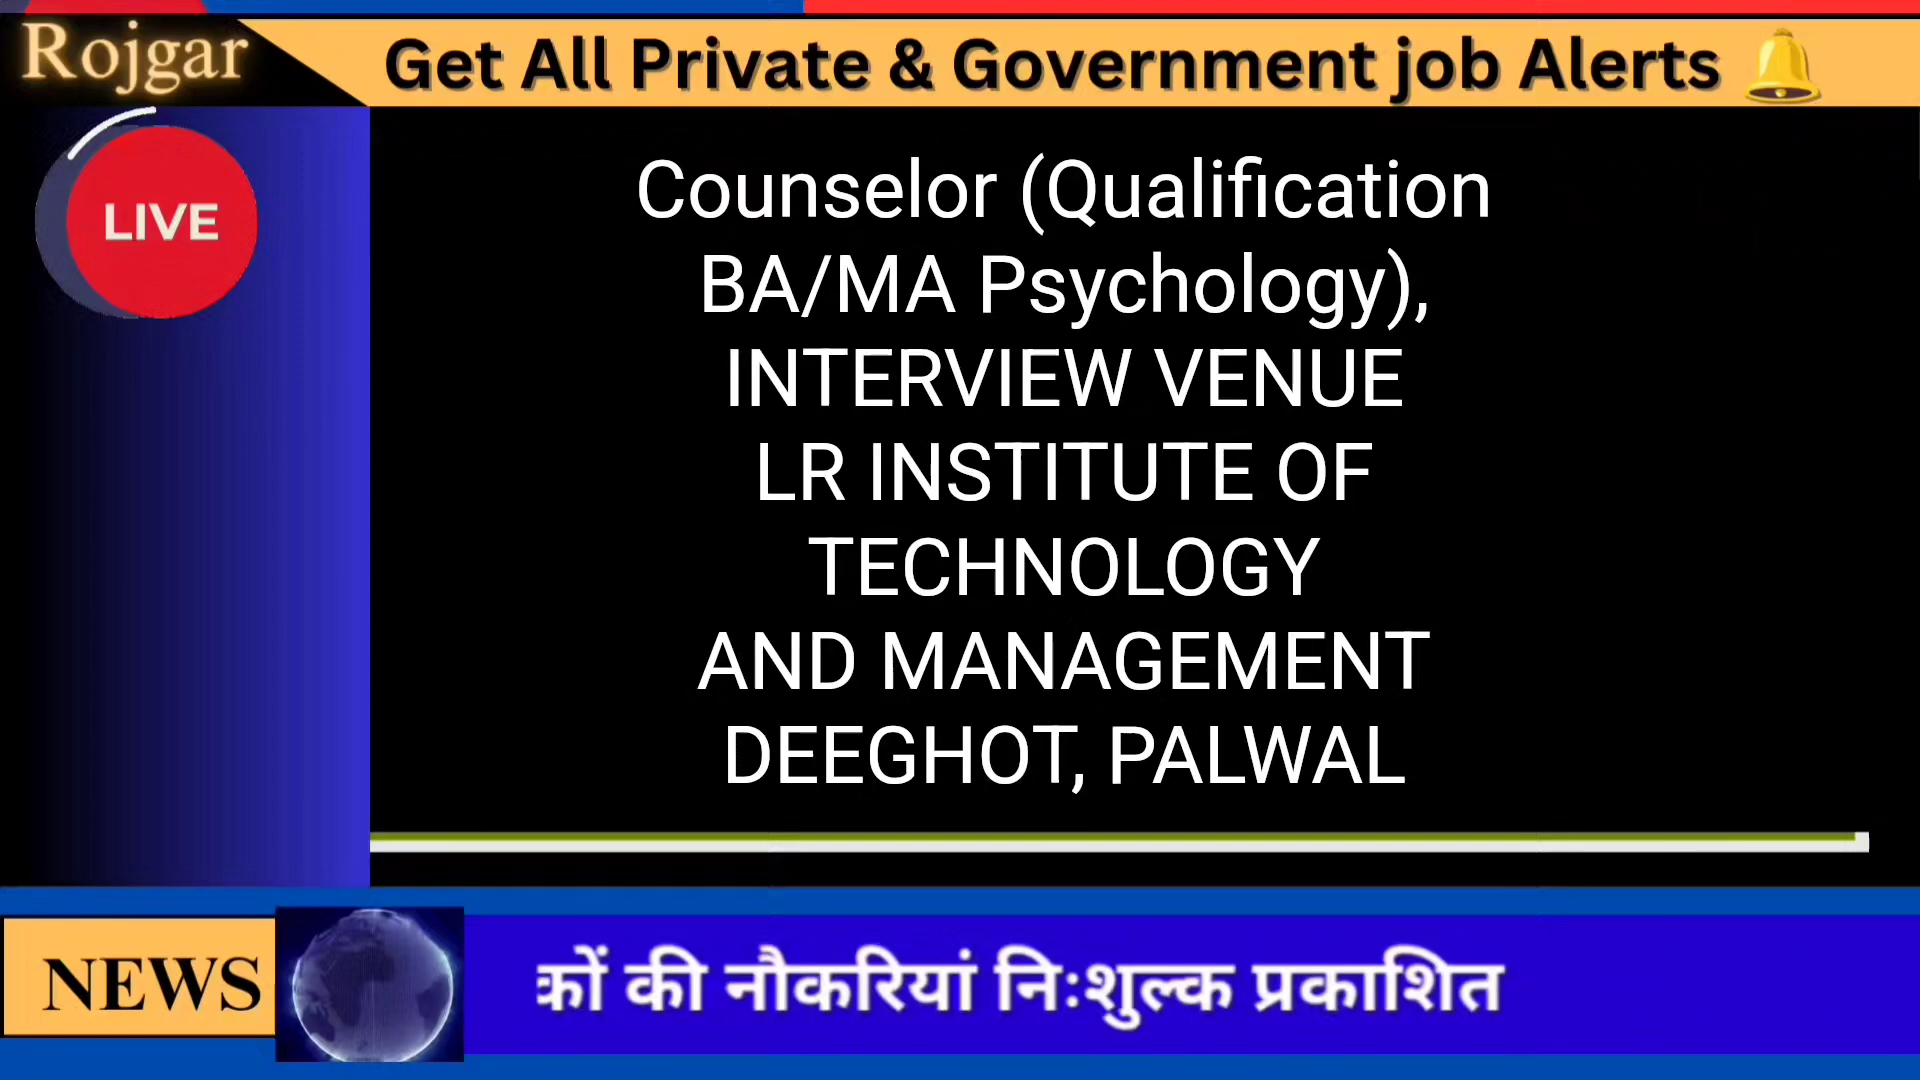 Rojgar
Get All Private & Government job Alerts
LIVE
Counselor (Qualification
BA/MA Psychology),
INTERVIEW VENUE
LR INSTITUTE OF
TECHNOLOGY
AND MANAGEMENT
DEEGHOT, PALWAL
NEWS
की नौकरियां निःशुल्क प्रकाशित